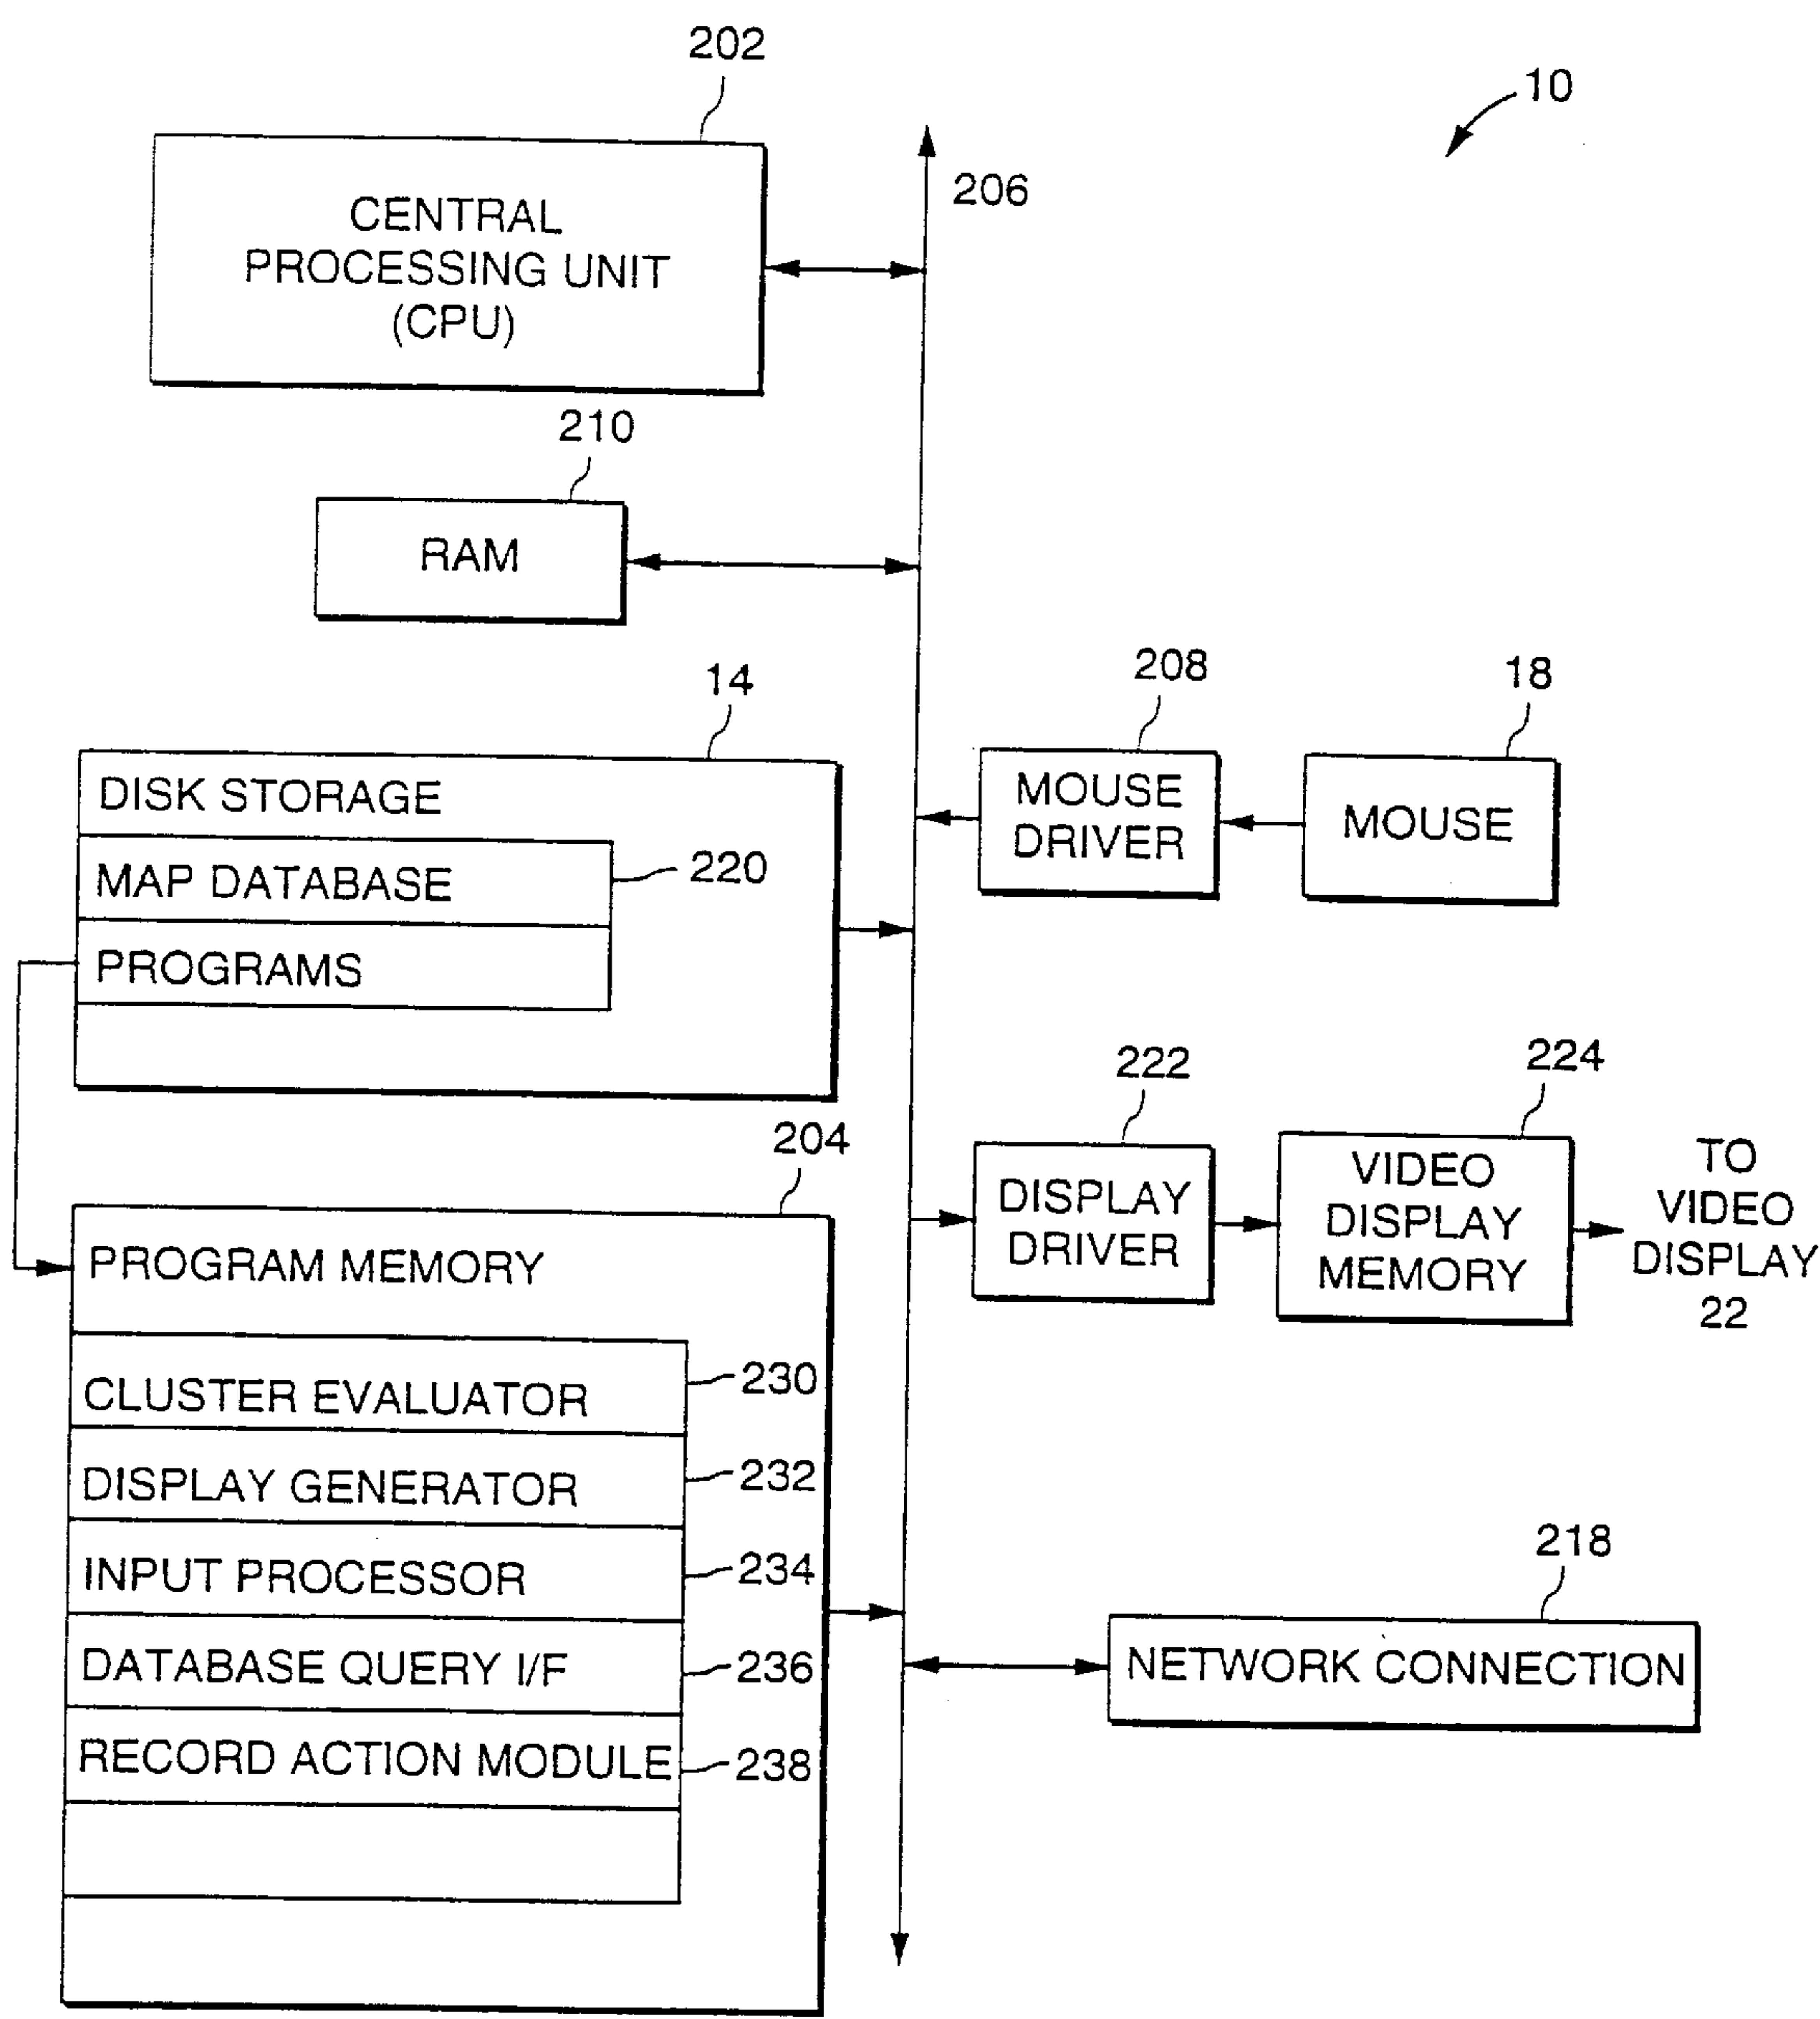 202
10
206
CENTRAL
PROCESSING UNIT
(CPU)
210
RAM
14
DISK STORAGE
MAP DATABASE
220
PROGRAMS
208
18
MOUSE
DRIVER
MOUSE
222
224
DISPLAY
DRIVER
VIDEO
DISPLAY
MEMORY
TO
VIDEO
DISPLAY
22
204
PROGRAM MEMORY
CLUSTER EVALUATOR
230
DISPLAY GENERATOR
232
INPUT PROCESSOR
234
DATABASE QUERY I/F
236
RECORD ACTION MODULE
238
218
NETWORK CONNECTION